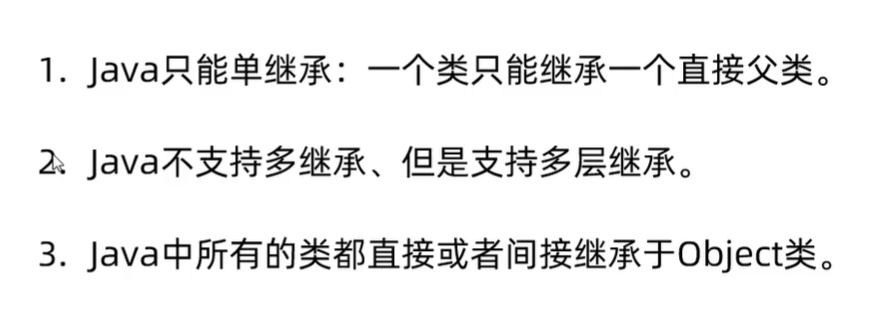 1. Java只能单继承：一个类只能继承一个直接父类。
2. Java不支持多继承、但是支持多层继承。
3. Java中所有的类都直接或者间接继承于Object类。